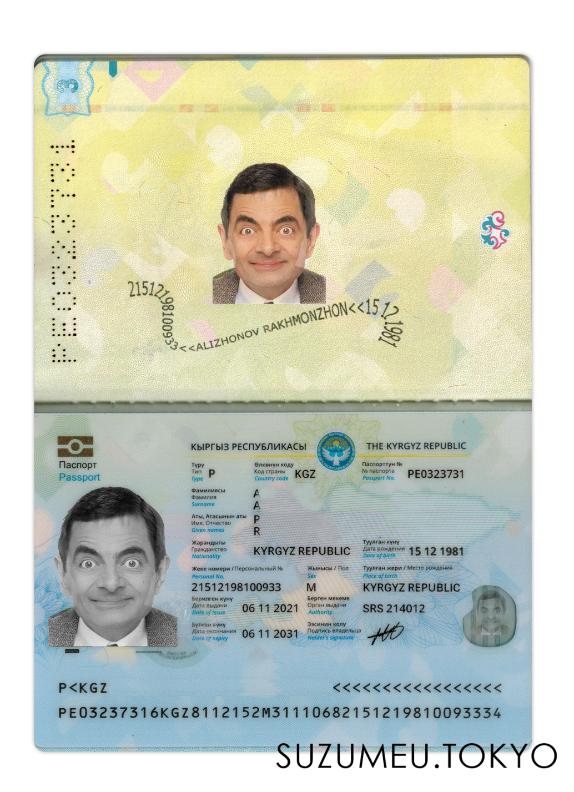 3
PE0323731
21512198100933<<ALIZHONOV RAKHMONZHON<<15 12 1981
КЫРГЫЗ РЕСПУБЛИКАСЫ THE KYRGYZ REPUBLIC
Паспорт
Passport
Түрү
Тип
Type
P
Өлкөнүн коду
Код страны
Country code
KGZ
Паспорттун №
№ паспорта
Passport No.
PE0323731
Фамилиясы
Фамилия
Surname
A
A
Аты, Атасынын аты
Имя, Отчество
Given names
P
R
Жарандыгы
Гражданство
Nationality
KYRGYZ REPUBLIC
Туулган күнү
Дата рождения
Date of birth
15 12 1981
Жеке номери / Персональный №
Personal No.
21512198100933
Жынысы / Пол
Sex
M
Туулган жери / Место рождения
Place of birth
KYRGYZ REPUBLIC
Берилген күнү
Дата выдачи
Date of issue
06 11 2021
Берген мекеме
Орган выдачи
Authority
SRS 214012
Бүтүүчү күнү
Дата окончания
Date of expiry
06 11 2031
Ээсинин колу
Подпись владельца
Holder's signature
P<KGZ <<<<<<<<<<<<<<<<<
PE03237316KGZ8112152M31110682151219810093334
SUZUMEU.TOKYO